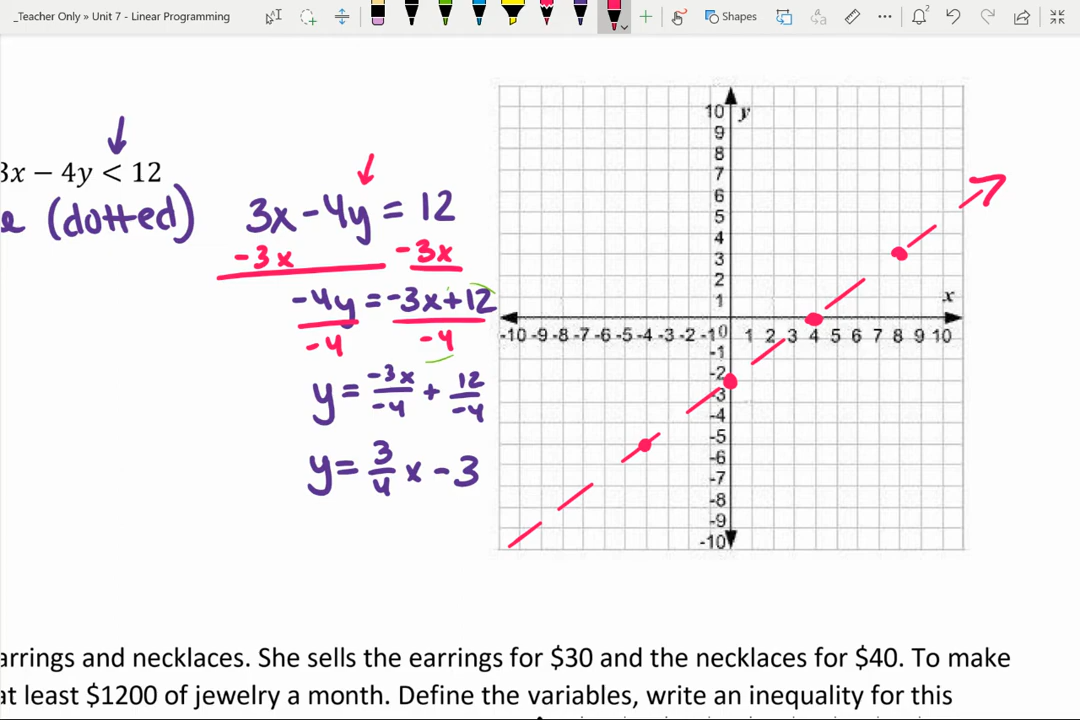 _Teacher Only » Unit 7 - Linear Programming
Shapes
2
3x − 4y < 12
e (dotted)
3x - 4y = 12
-3x -3x
-4y = -3x + 12
-4 -4
y = -3x/-4 + 12/-4
y = 3/4 x - 3
y
10
9
8
7
6
5
4
3
2
1
x
-10 -9 -8 -7 -6 -5 -4 -3 -2 -1 0 1 2 3 4 5 6 7 8 9 10
-1
-2
-3
-4
-5
-6
-7
-8
-9
-10
arrings and necklaces. She sells the earrings for $30 and the necklaces for $40. To make
at least $1200 of jewelry a month. Define the variables, write an inequality for this